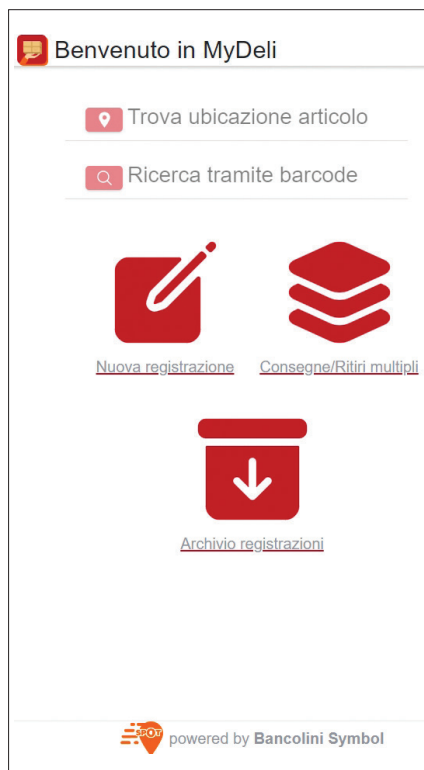 Benvenuto in MyDeli
Trova ubicazione articolo
Ricerca tramite barcode
Nuova registrazione
Consegne/Ritiri multipli
Archivio registrazioni
SPOT powered by Bancolini Symbol